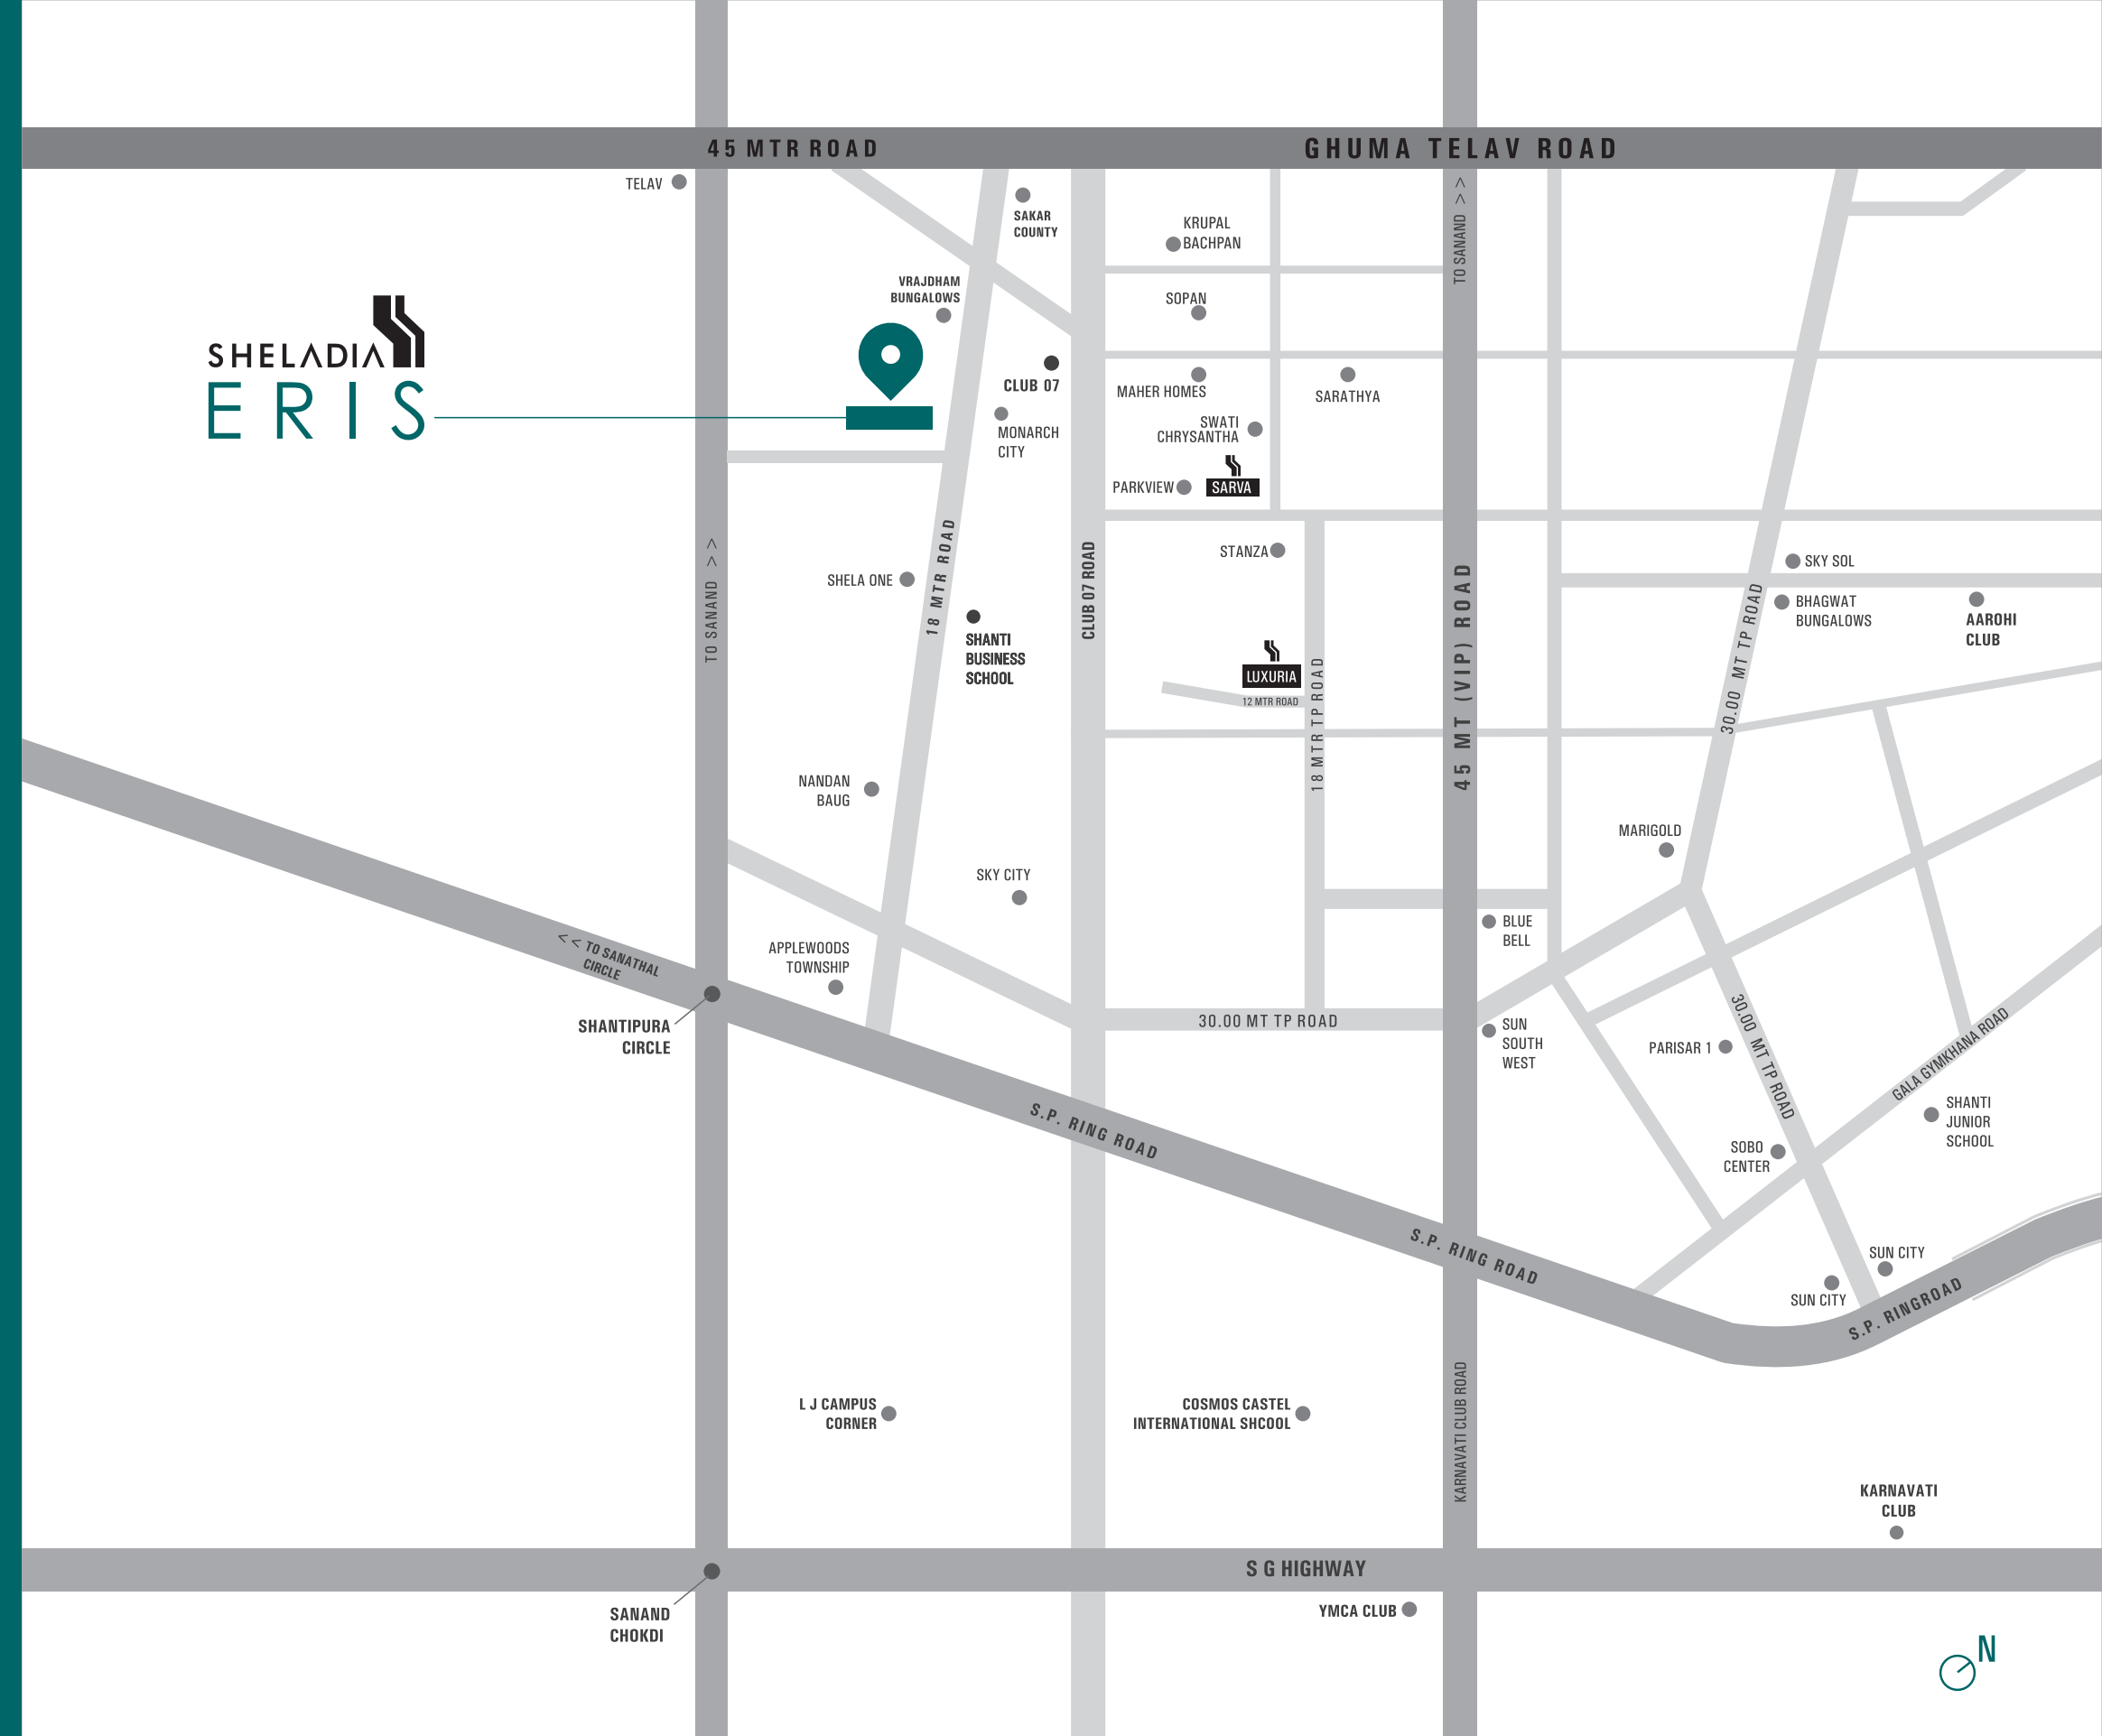 45 MTR ROAD
GHUMA TELAV ROAD
TELAV
TO SANAND >>
SAKAR
COUNTY
KRUPAL
BACHPAN
VRAJDHAM
BUNGALOWS
SOPAN
SHELADIA
ERIS
CLUB 07
MONARCH
CITY
MAHER HOMES
SARATHYA
SWATI
CHRYSANTHA
PARKVIEW
SARVA
TO SANAND >>
18 MTR ROAD
CLUB 07 ROAD
STANZA
45 MT (VIP) ROAD
SHELA ONE
SHANTI
BUSINESS
SCHOOL
LUXURIA
12 MTR ROAD
18 MTR TP ROAD
SKY SOL
BHAGWAT
BUNGALOWS
AAROHI
CLUB
30.00 MT TP ROAD
NANDAN
BAUG
MARIGOLD
SKY CITY
BLUE
BELL
<< TO SANATHAL
CIRCLE
APPLEWOODS
TOWNSHIP
SHANTIPURA
CIRCLE
30.00 MT TP ROAD
SUN
SOUTH
WEST
PARISAR 1
30.00 MT TP ROAD
GALA GYMKHANA ROAD
SHANTI
JUNIOR
SCHOOL
SOBO
CENTER
S.P. RING ROAD
S.P. RING ROAD
SUN CITY
SUN CITY
S.P. RINGROAD
L J CAMPUS
CORNER
COSMOS CASTEL
INTERNATIONAL SHCOOL
KARNAVATI CLUB ROAD
KARNAVATI
CLUB
S G HIGHWAY
SANAND
CHOKDI
YMCA CLUB
N